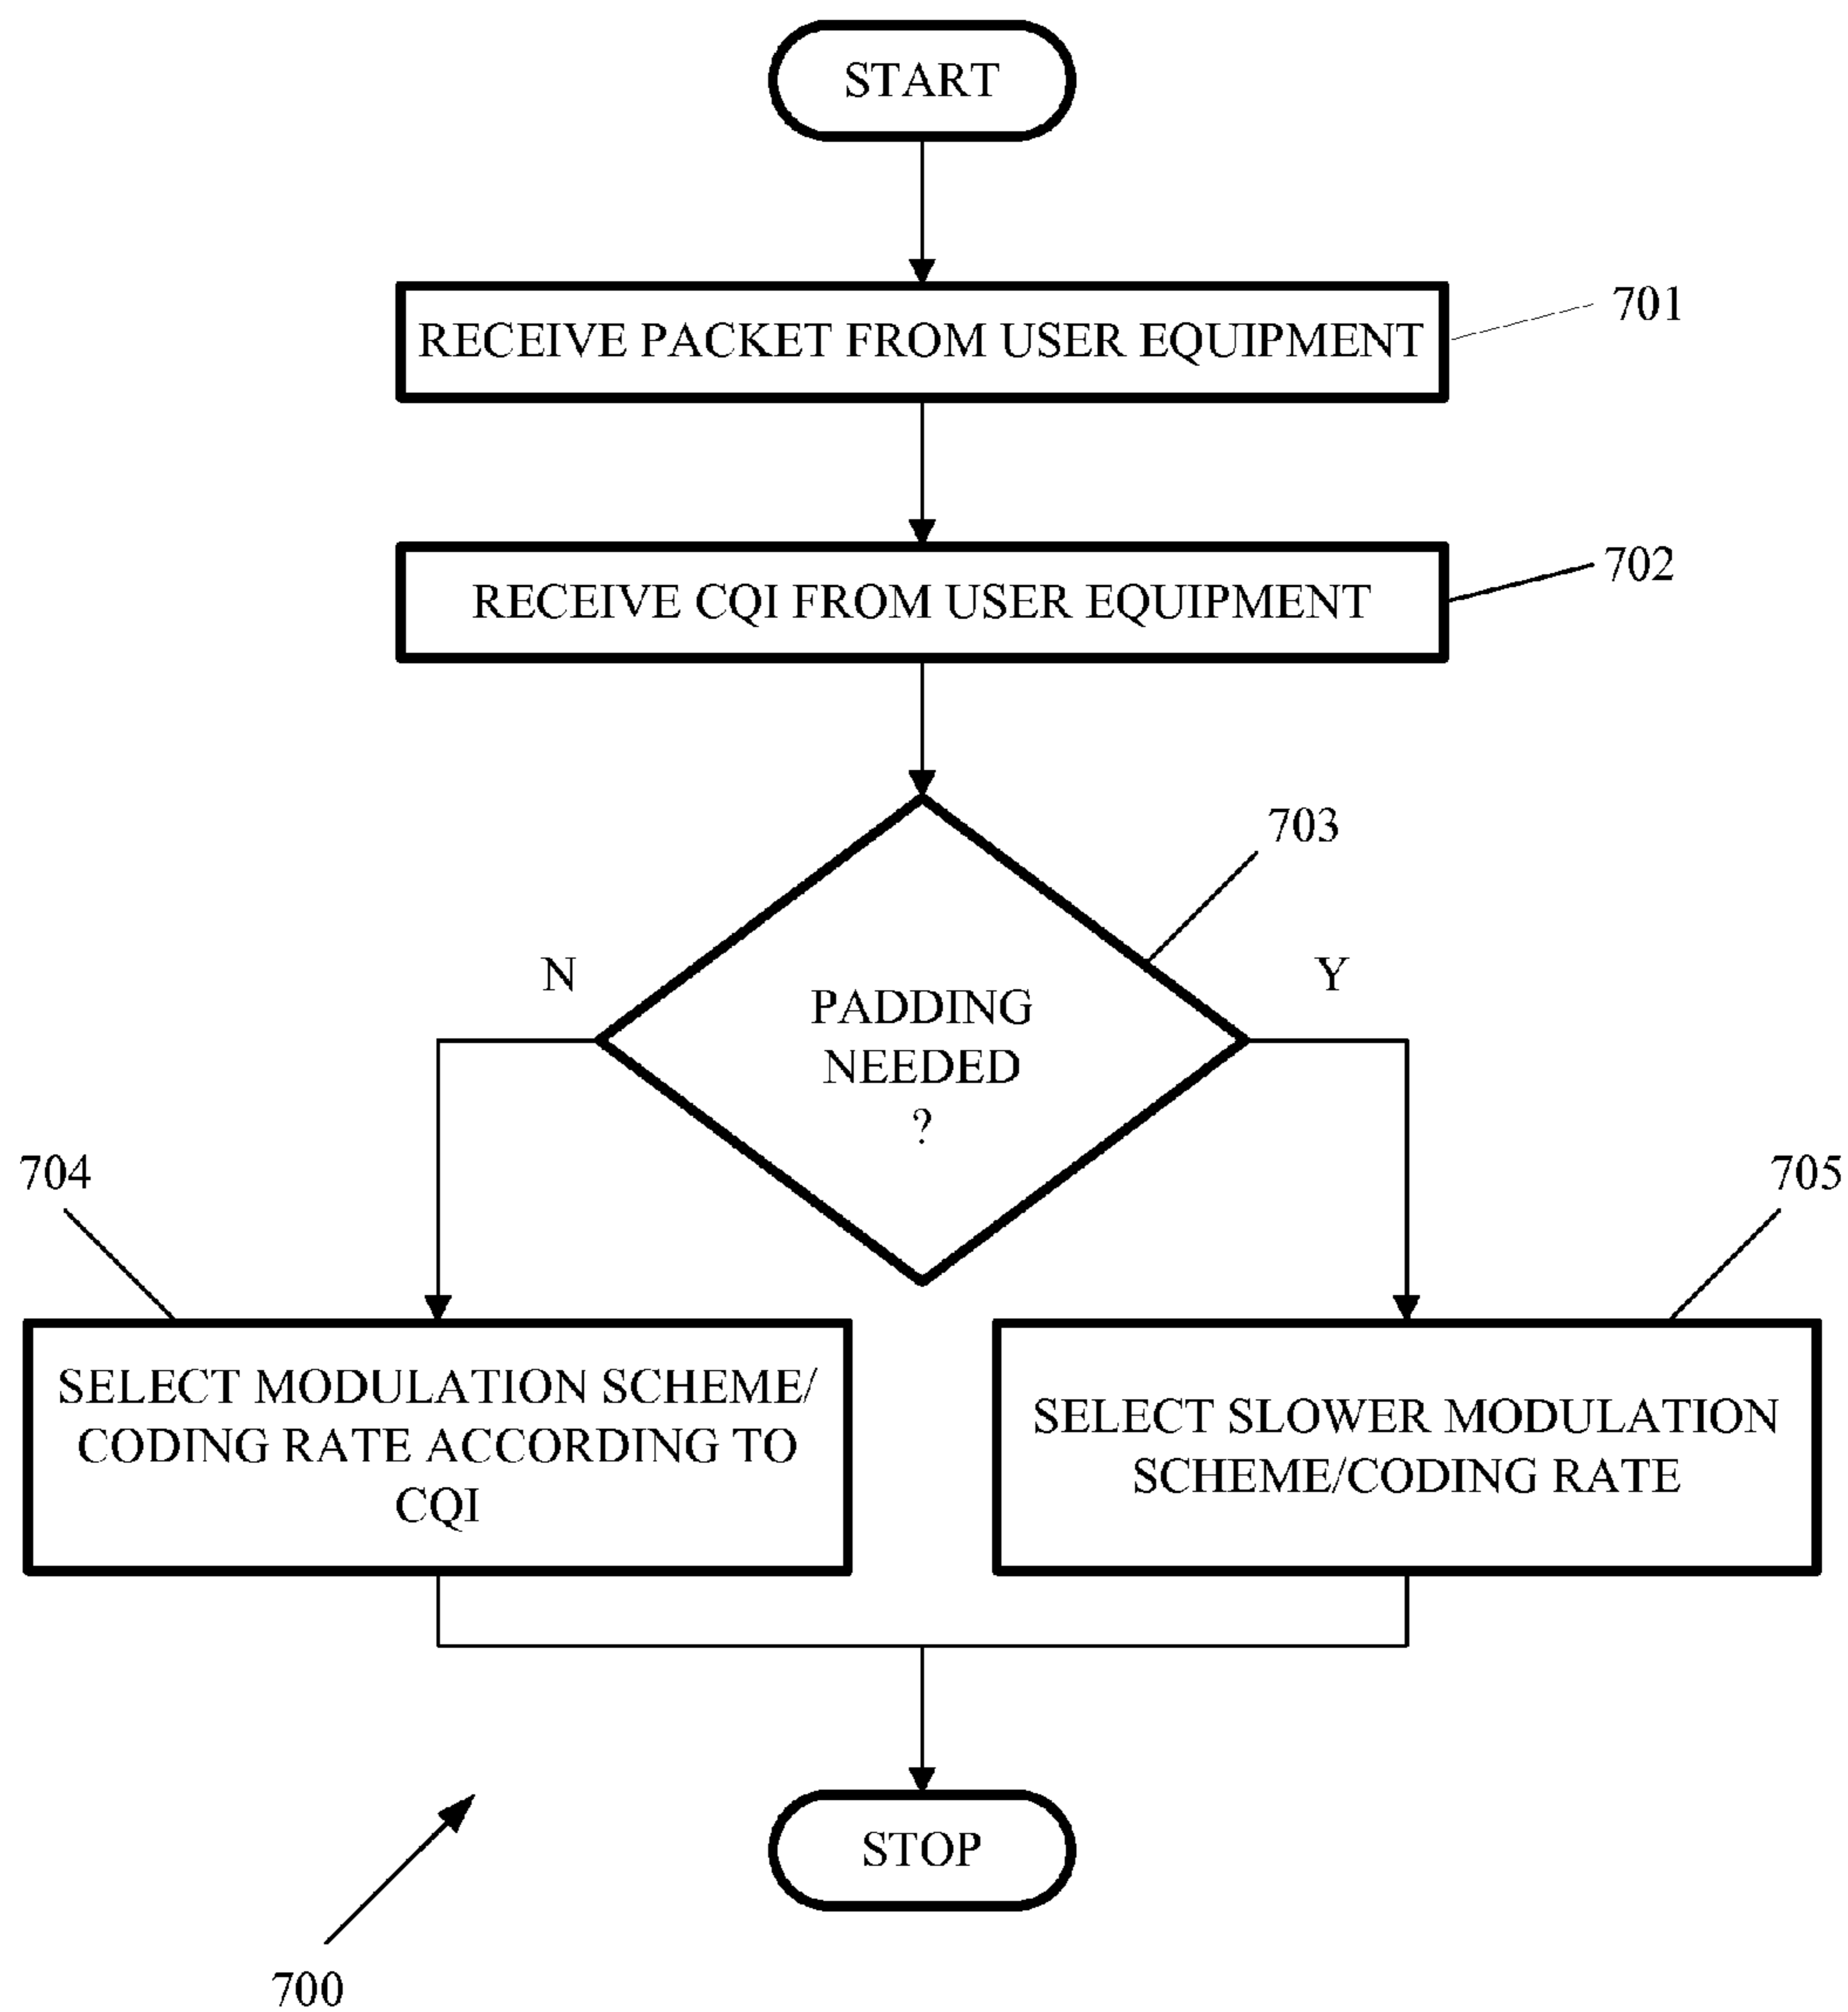 START
RECEIVE PACKET FROM USER EQUIPMENT
701
RECEIVE CQI FROM USER EQUIPMENT
702
703
N
Y
PADDING
NEEDED
?
704
705
SELECT MODULATION SCHEME/
CODING RATE ACCORDING TO
CQI
SELECT SLOWER MODULATION
SCHEME/CODING RATE
STOP
700